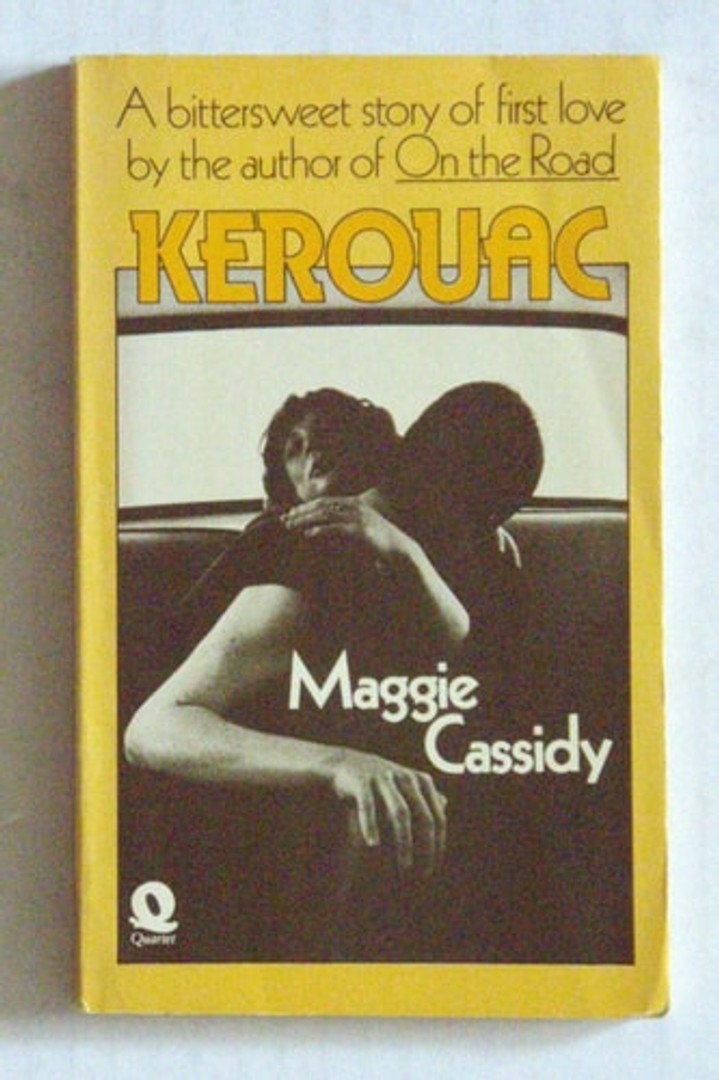 A bittersweet story of first love
by the author of On the Road
KEROUAC
Maggie
Cassidy
Q
Quartet